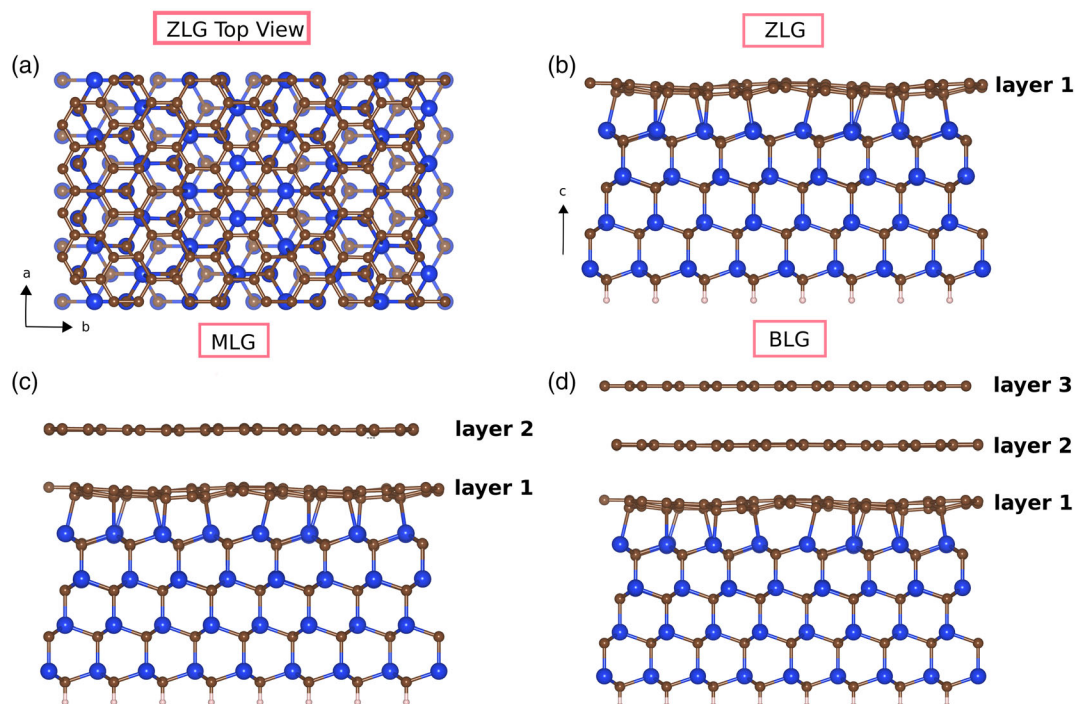 ZLG Top View
ZLG
(a)
(b)
layer 1
c
a
b
MLG
BLG
(c)
(d)
layer 3
layer 2
layer 2
layer 1
layer 1